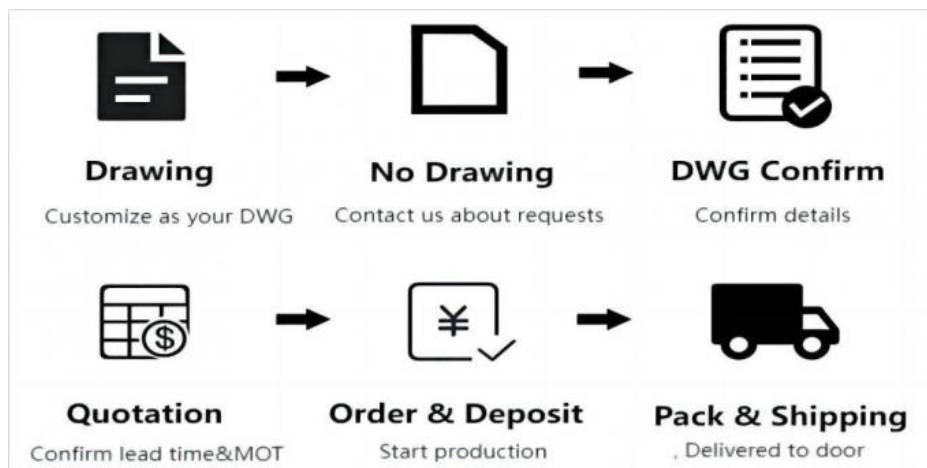 Drawing
Customize as your DWG
No Drawing
Contact us about requests
DWG Confirm
Confirm details
$
Quotation
Confirm lead time&MOT
¥
Order & Deposit
Start production
Pack & Shipping
, Delivered to door